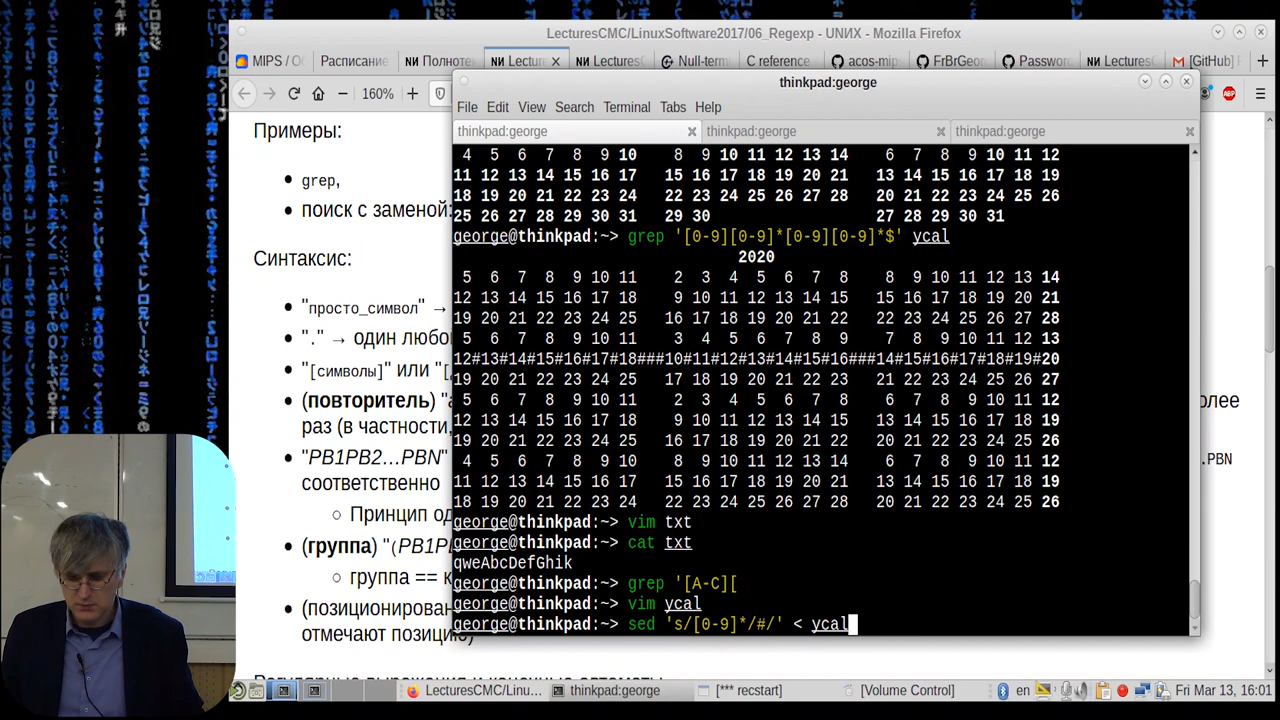 LecturesCMC/LinuxSoftware2017/06_Regexp - UNИX - Mozilla Firefox
MIPS / О
Расписание
Полноте
Lecture
LecturesC
Null-term
C reference
acos-mip
FrBrGeor
Password
LecturesC
[GitHub]
160%
thinkpad:george
File Edit View Search Terminal Tabs Help
thinkpad:george
thinkpad:george
thinkpad:george
Примеры:
grep,
поиск с заменой:
Синтаксис:
"просто_символ" →
"." → один любо
"[символы]" или "[
(повторитель) "а
раз (в частности,
"PB1PB2…PBN"
соответственно
Принцип од
(группа) "(PB1P
группа == к
(позиционирован
отмечают позицию)
Регулярные выражения и конечные автоматы
олее
.PBN
4 5 6 7 8 9 10 8 9 10 11 12 13 14 6 7 8 9 10 11 12
11 12 13 14 15 16 17 15 16 17 18 19 20 21 13 14 15 16 17 18 19
18 19 20 21 22 23 24 22 23 24 25 26 27 28 20 21 22 23 24 25 26
25 26 27 28 29 30 31 29 30 27 28 29 30 31
george@thinkpad:~> grep '[0-9][0-9]*[0-9][0-9]*$' ycal
2020
5 6 7 8 9 10 11 2 3 4 5 6 7 8 8 9 10 11 12 13 14
12 13 14 15 16 17 18 9 10 11 12 13 14 15 15 16 17 18 19 20 21
19 20 21 22 23 24 25 16 17 18 19 20 21 22 22 23 24 25 26 27 28
5 6 7 8 9 10 11 3 4 5 6 7 8 9 7 8 9 10 11 12 13
12#13#14#15#16#17#18###10#11#12#13#14#15#16###14#15#16#17#18#19#20
19 20 21 22 23 24 25 17 18 19 20 21 22 23 21 22 23 24 25 26 27
5 6 7 8 9 10 11 2 3 4 5 6 7 8 6 7 8 9 10 11 12
12 13 14 15 16 17 18 9 10 11 12 13 14 15 13 14 15 16 17 18 19
19 20 21 22 23 24 25 16 17 18 19 20 21 22 20 21 22 23 24 25 26
4 5 6 7 8 9 10 8 9 10 11 12 13 14 6 7 8 9 10 11 12
11 12 13 14 15 16 17 15 16 17 18 19 20 21 13 14 15 16 17 18 19
18 19 20 21 22 23 24 22 23 24 25 26 27 28 20 21 22 23 24 25 26
george@thinkpad:~> vim txt
george@thinkpad:~> cat txt
qweAbcDefGhik
george@thinkpad:~> grep '[A-C][
george@thinkpad:~> vim ycal
george@thinkpad:~> sed 's/[0-9]*/#/' < ycal
LecturesCMC/Linu…
thinkpad:george
[*** recstart]
[Volume Control]
en
Fri Mar 13, 16:01